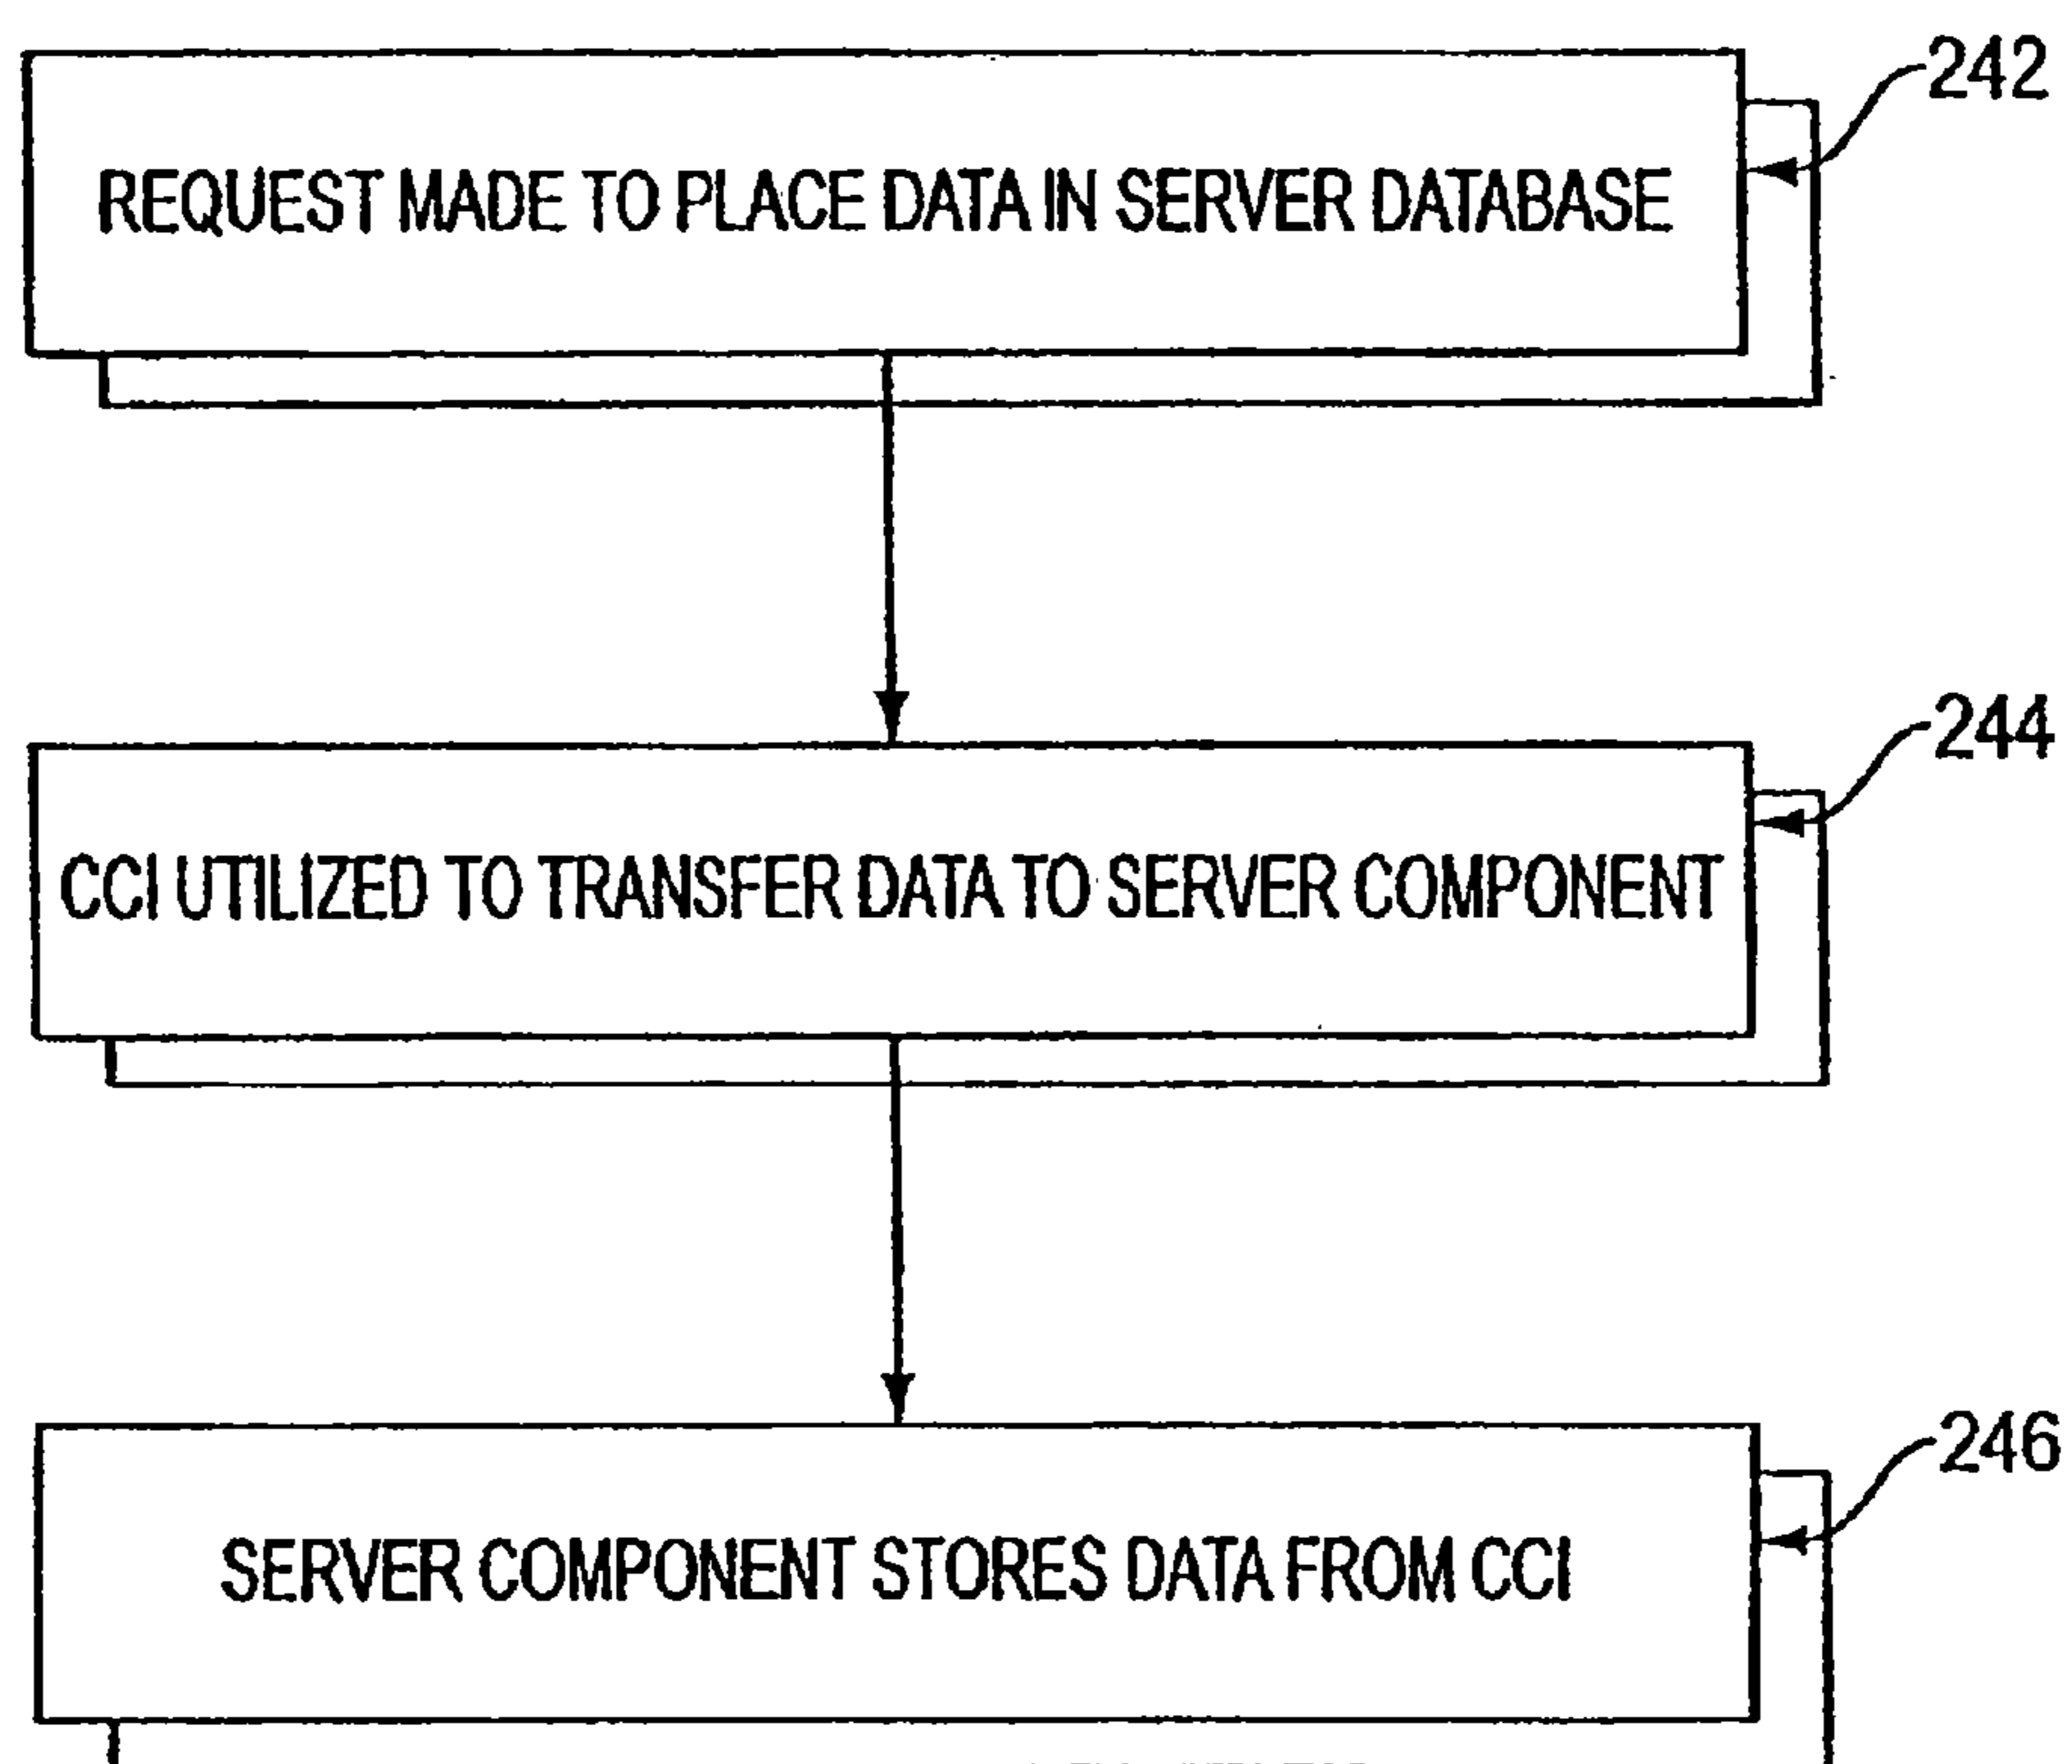 242
REQUEST MADE TO PLACE DATA IN SERVER DATABASE
244
CCI UTILIZED TO TRANSFER DATA TO SERVER COMPONENT
246
SERVER COMPONENT STORES DATA FROM CCI